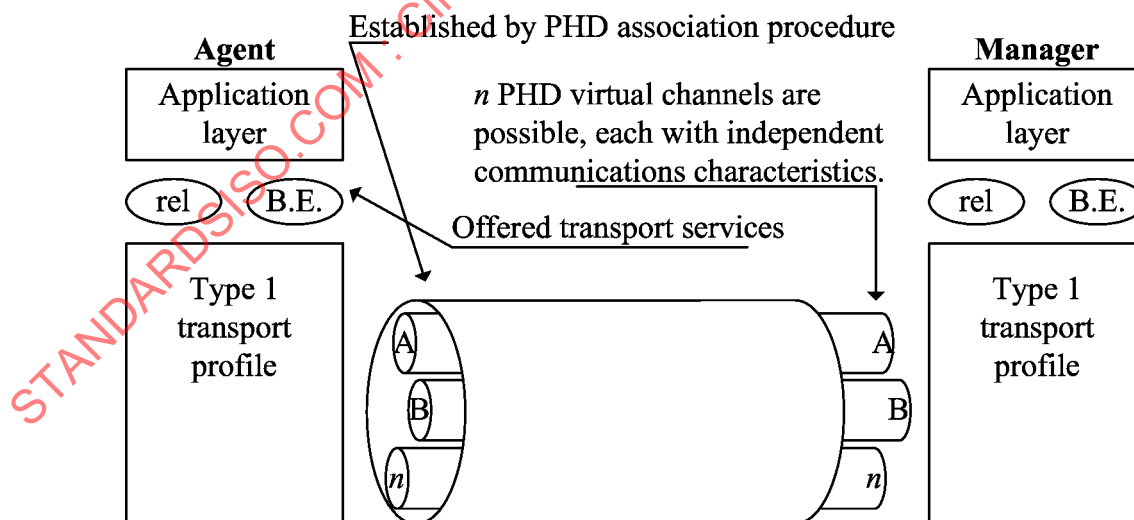 Established by PHD association procedure
Agent
Manager
Application
layer
n PHD virtual channels are
possible, each with independent
communications characteristics.
Application
layer
rel
B.E.
Offered transport services
rel
B.E.
Type 1
transport
profile
A
B
n
A
B
n
Type 1
transport
profile
STANDARDSISO.COM :